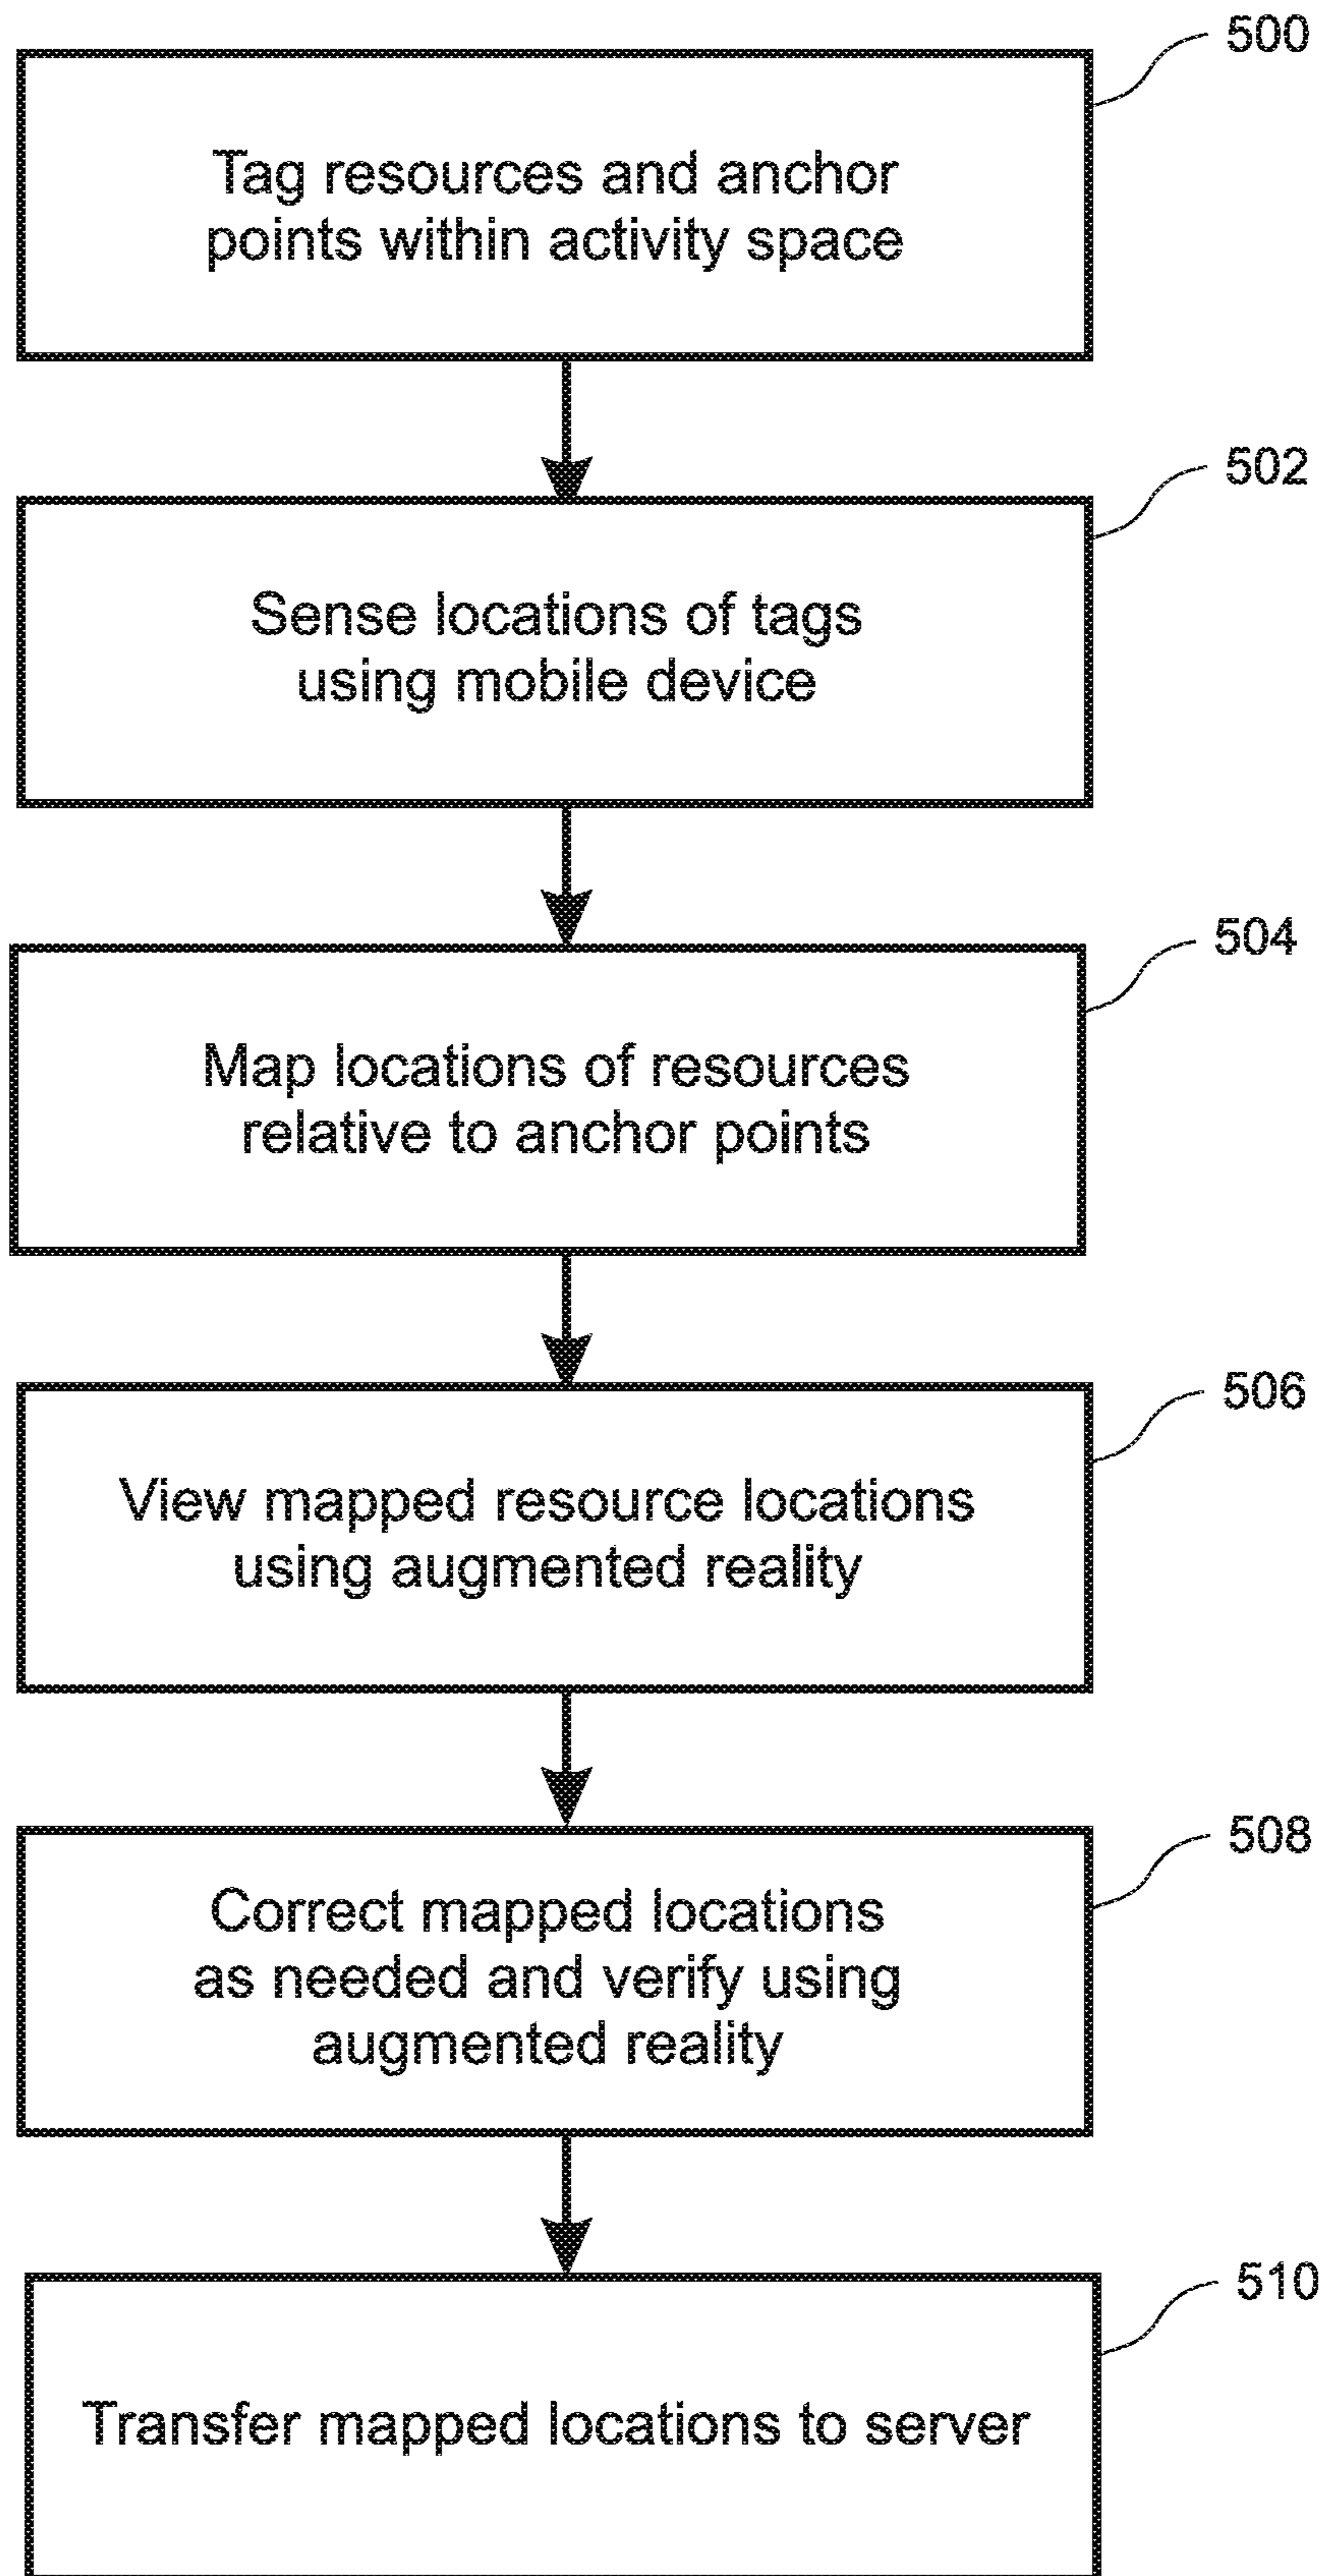 500
Tag resources and anchor
points within activity space
502
Sense locations of tags
using mobile device
504
Map locations of resources
relative to anchor points
506
View mapped resource locations
using augmented reality
508
Correct mapped locations
as needed and verify using
augmented reality
510
Transfer mapped locations to server